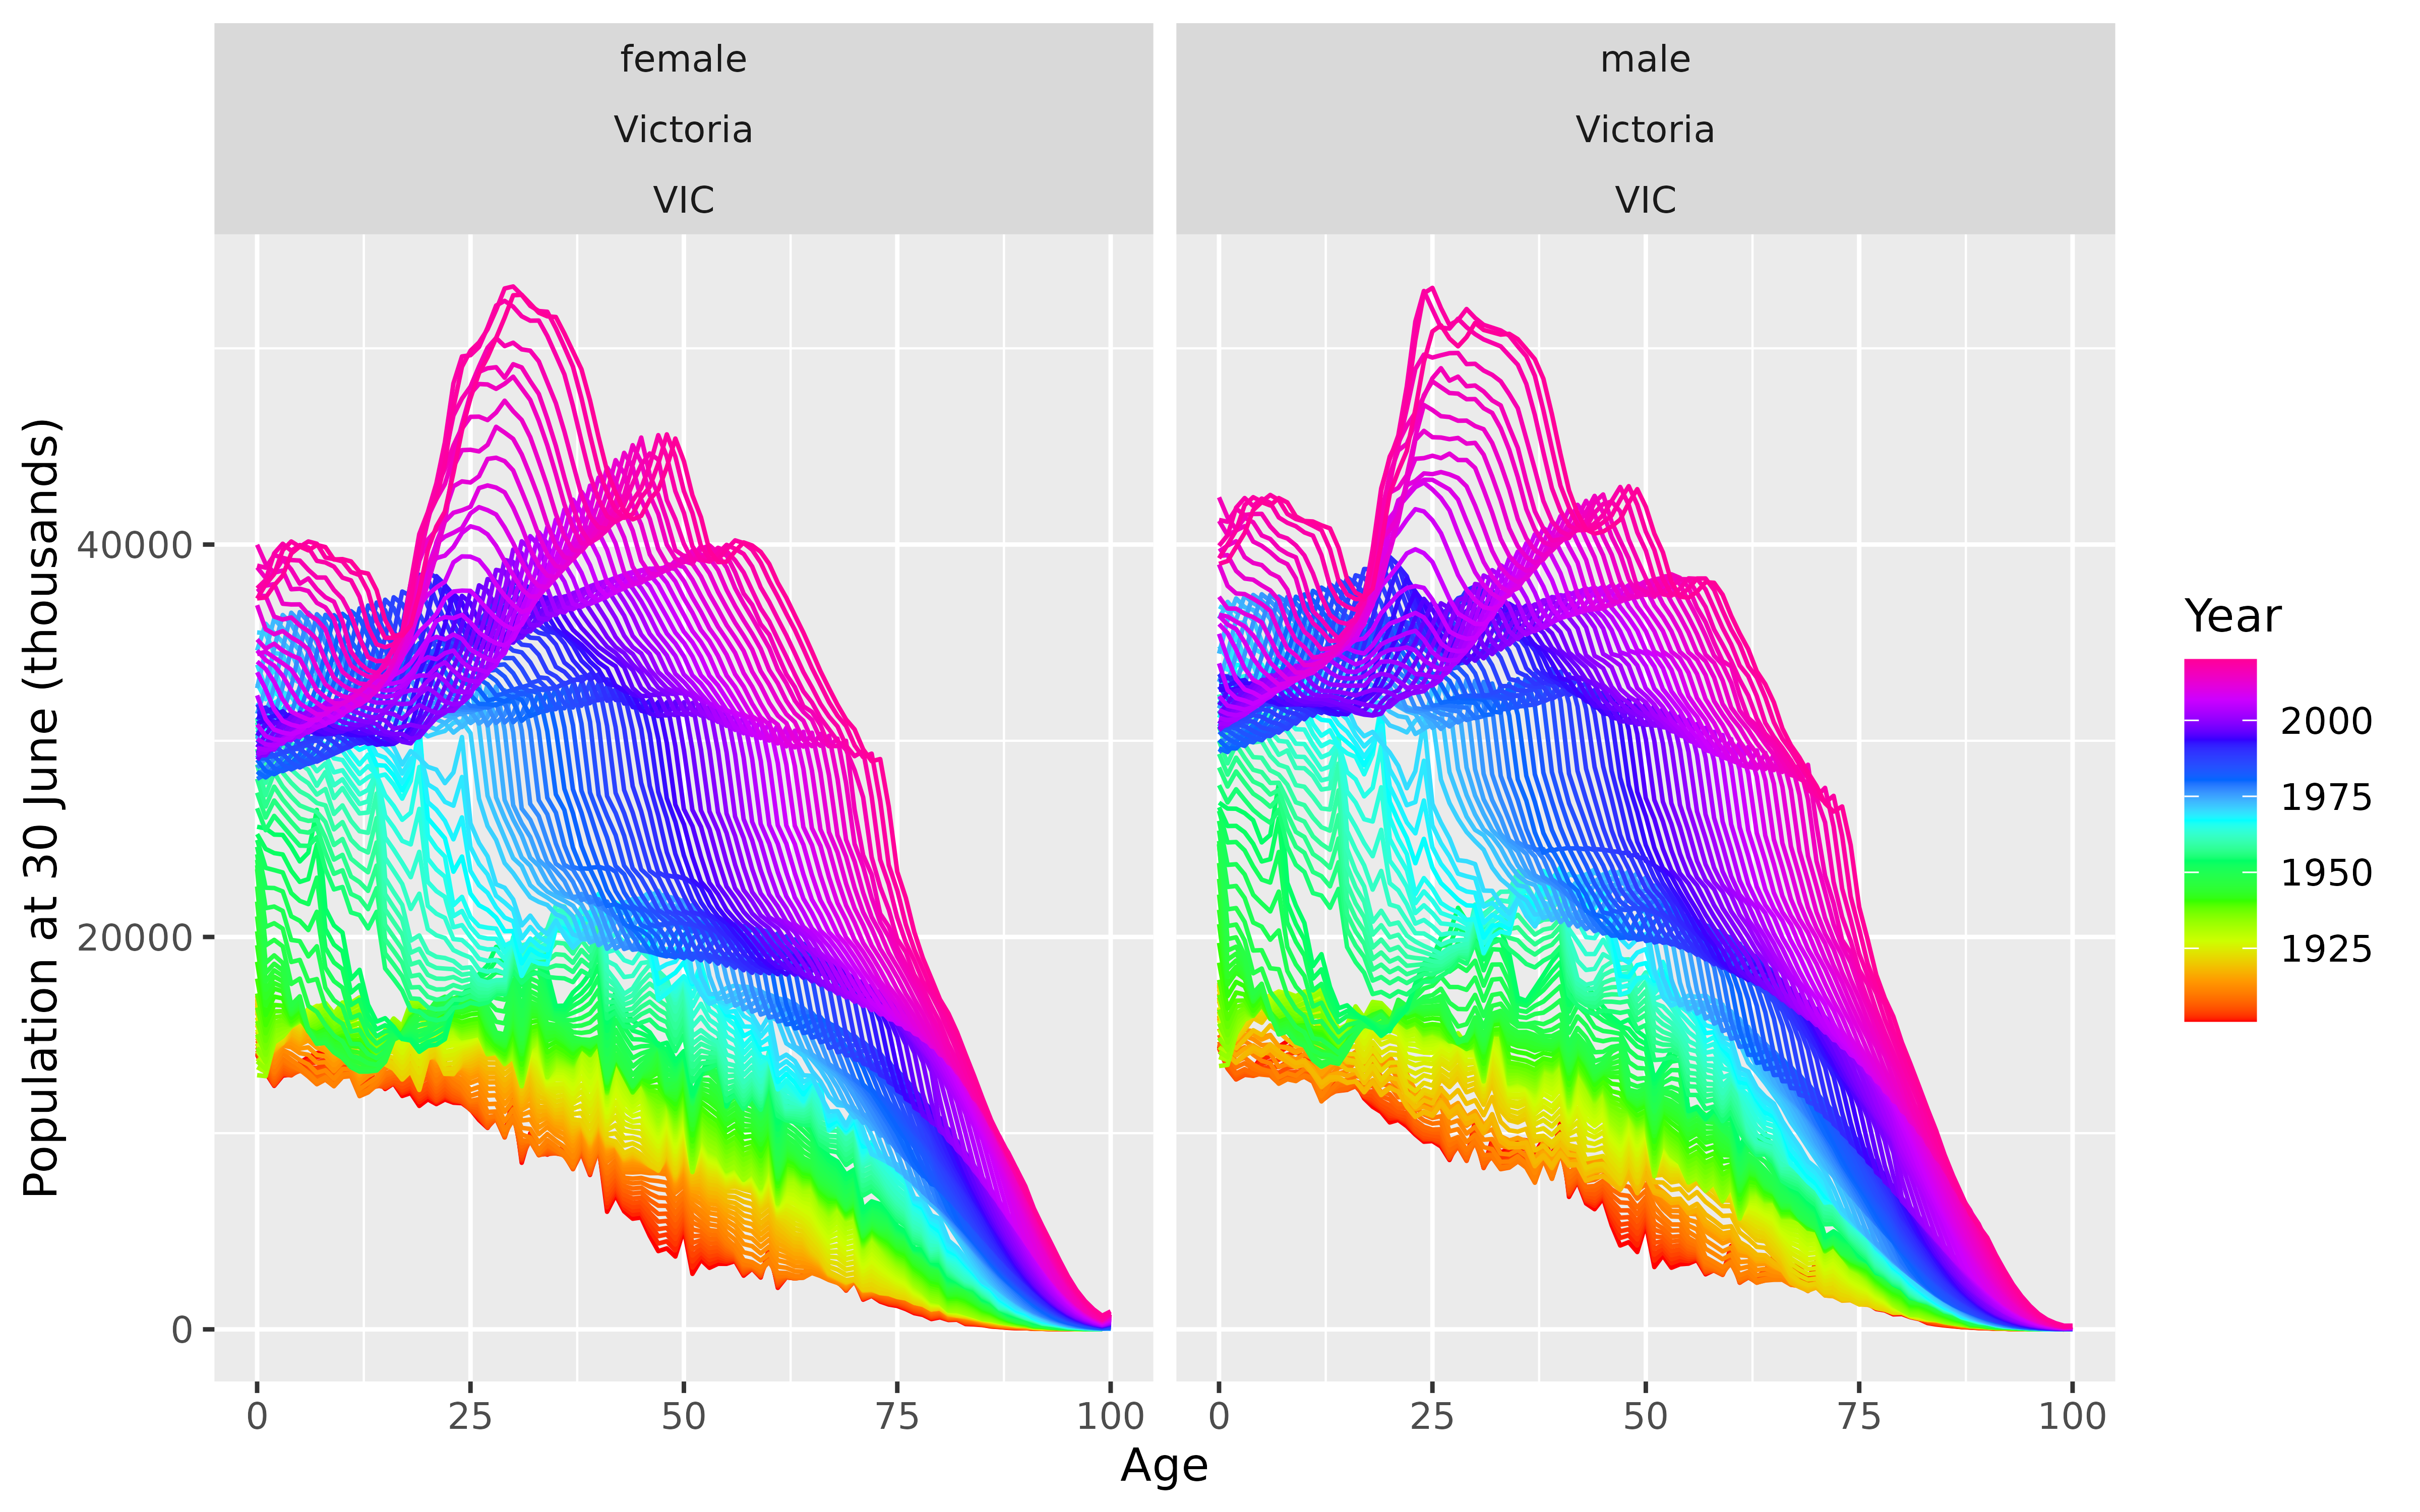 female
Victoria
VIC
male
Victoria
VIC
Population at 30 June (thousands)
40000
20000
0
0
25
50
75
100
0
25
50
75
100
Age
Year
2000
1975
1950
1925